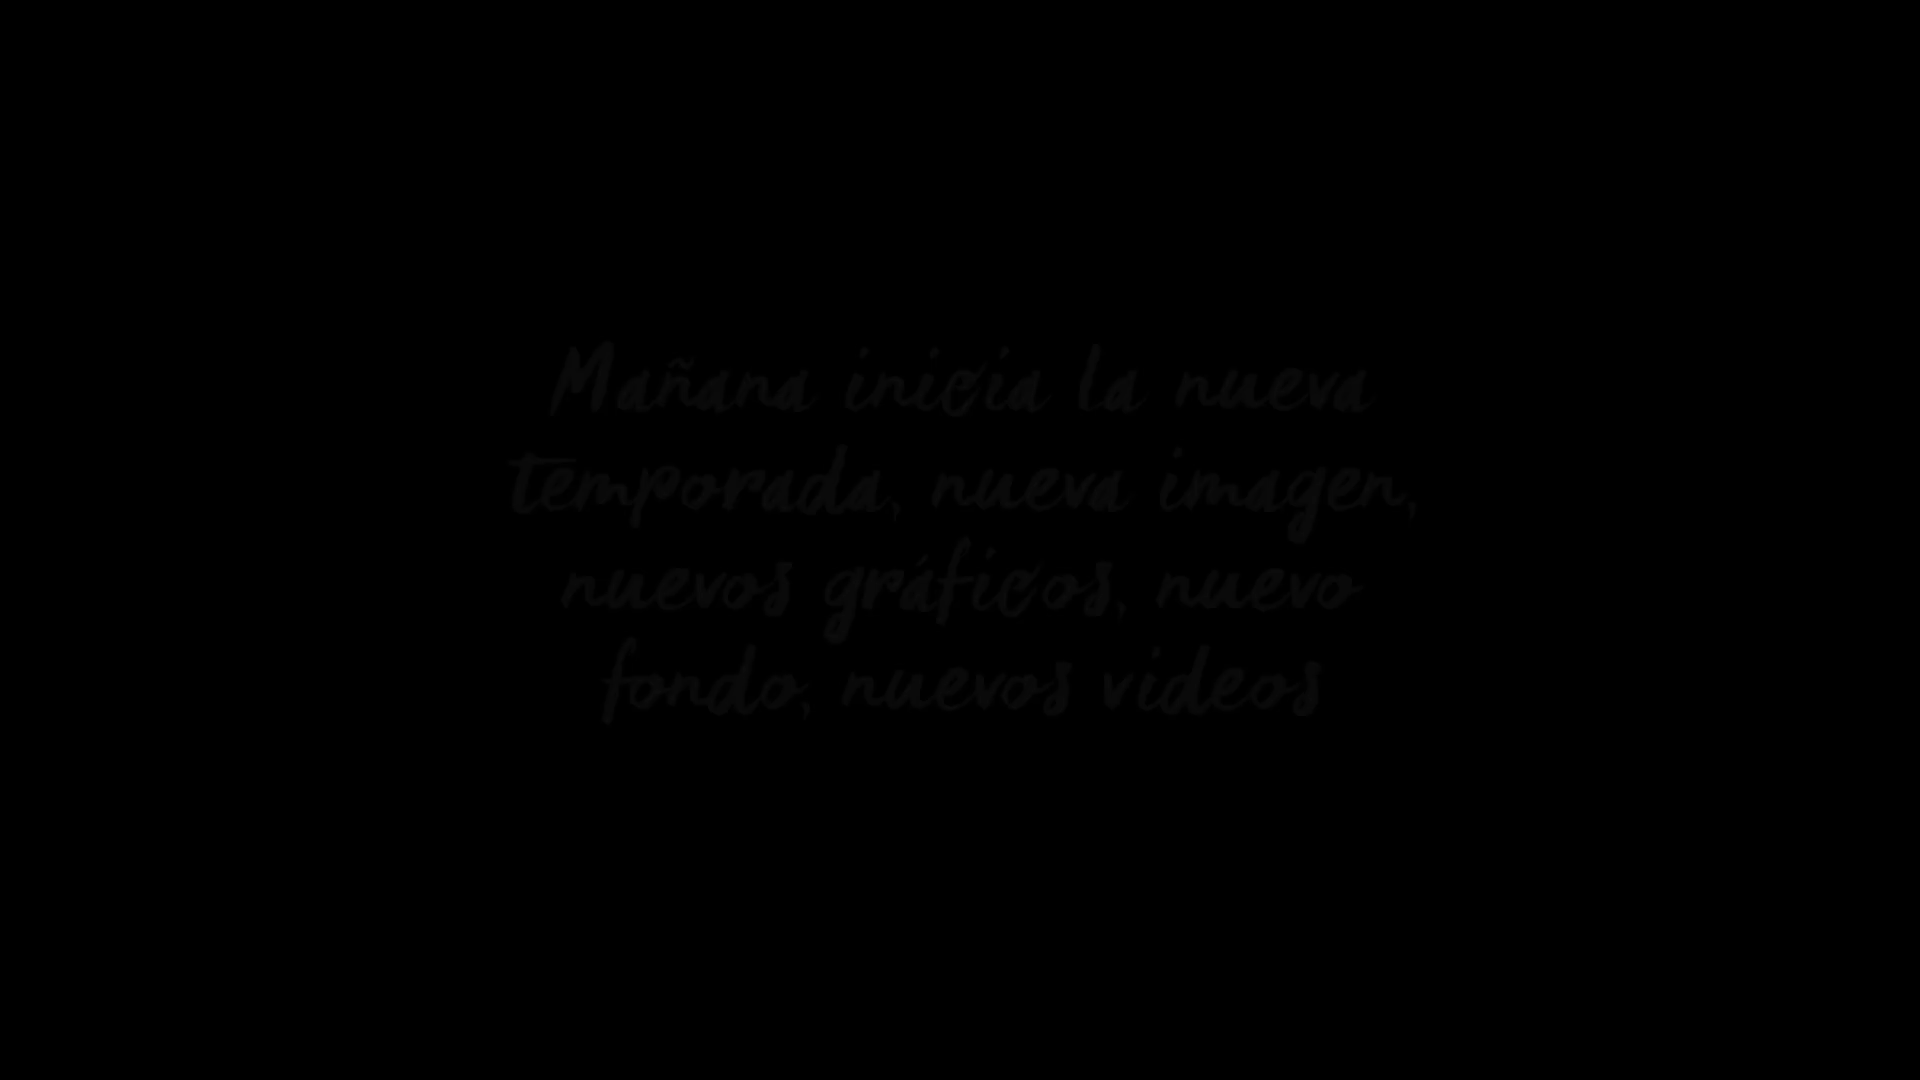 Mañana inicia la nueva
temporada, nueva imagen,
nuevos gráficos, nuevo
fondo, nuevos videos